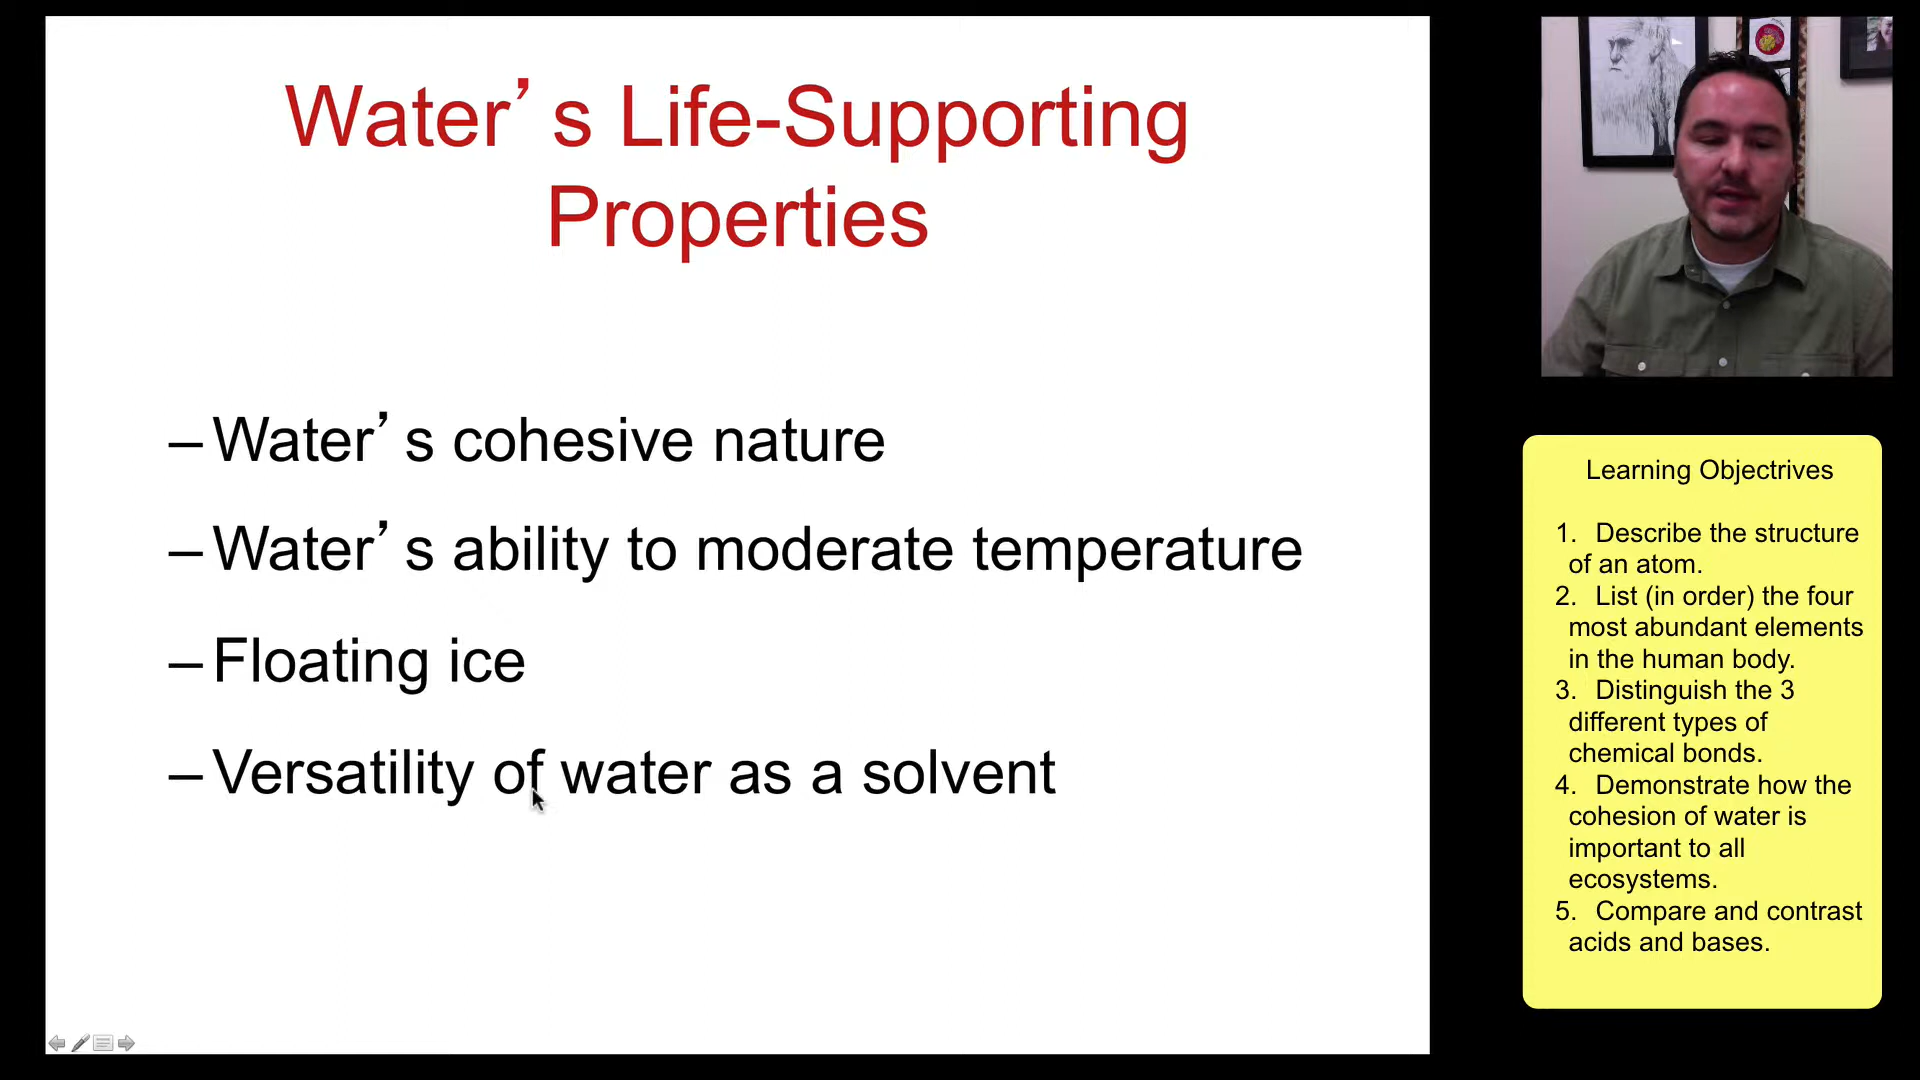 Water’s Life-Supporting
Properties
– Water’s cohesive nature
– Water’s ability to moderate temperature
– Floating ice
– Versatility of water as a solvent
Learning Objectrives
1. Describe the structure
of an atom.
2. List (in order) the four
most abundant elements
in the human body.
3. Distinguish the 3
different types of
chemical bonds.
4. Demonstrate how the
cohesion of water is
important to all
ecosystems.
5. Compare and contrast
acids and bases.